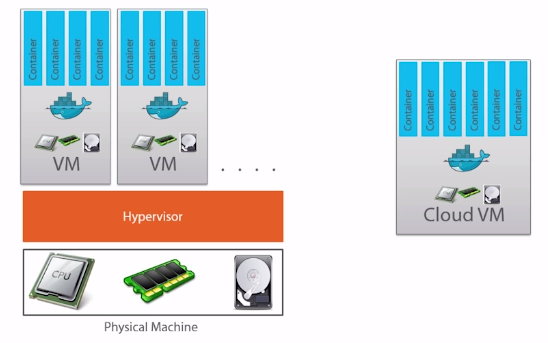 Container
Container
Container
Container
Container
Container
Container
Container
VM
VM
. . . .
Hypervisor
CPU
Physical Machine
Container
Container
Container
Container
Container
Container
Cloud VM